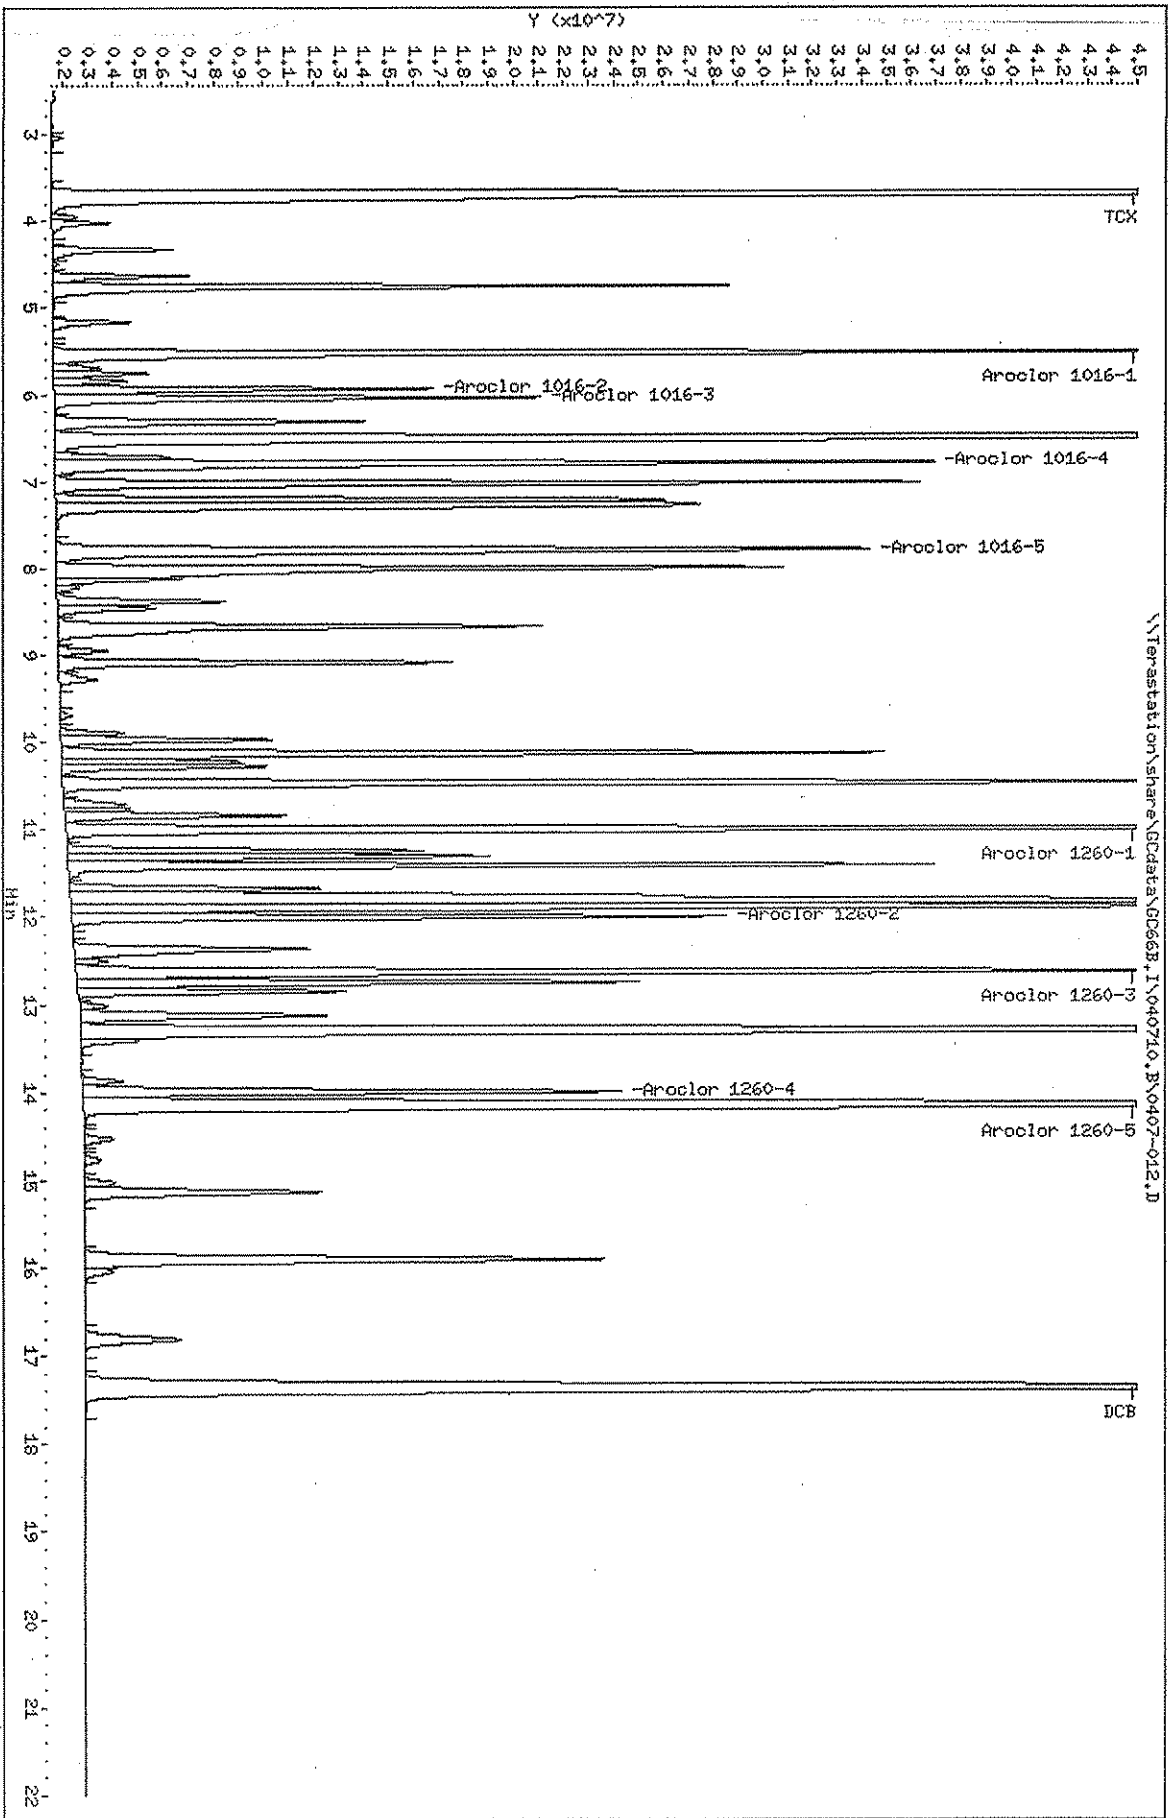 \\Terastation\share\GCdata\GC66B.I\040710.B\0407-012.D
Y (x10^7)
4.5
4.4
4.3
4.2
4.1
4.0
3.9
3.8
3.7
3.6
3.5
3.4
3.3
3.2
3.1
3.0
2.9
2.8
2.7
2.6
2.5
2.4
2.3
2.2
2.1
2.0
1.9
1.8
1.7
1.6
1.5
1.4
1.3
1.2
1.1
1.0
0.9
0.8
0.7
0.6
0.5
0.4
0.3
0.2
TCX
Aroclor 1016-1
-Aroclor 1016-2
-Aroclor 1016-3
-Aroclor 1016-4
-Aroclor 1016-5
Aroclor 1260-1
-Aroclor 1260-2
Aroclor 1260-3
-Aroclor 1260-4
Aroclor 1260-5
DCB
3 4 5 6 7 8 9 10 11 12 13 14 15 16 17 18 19 20 21 22
Min